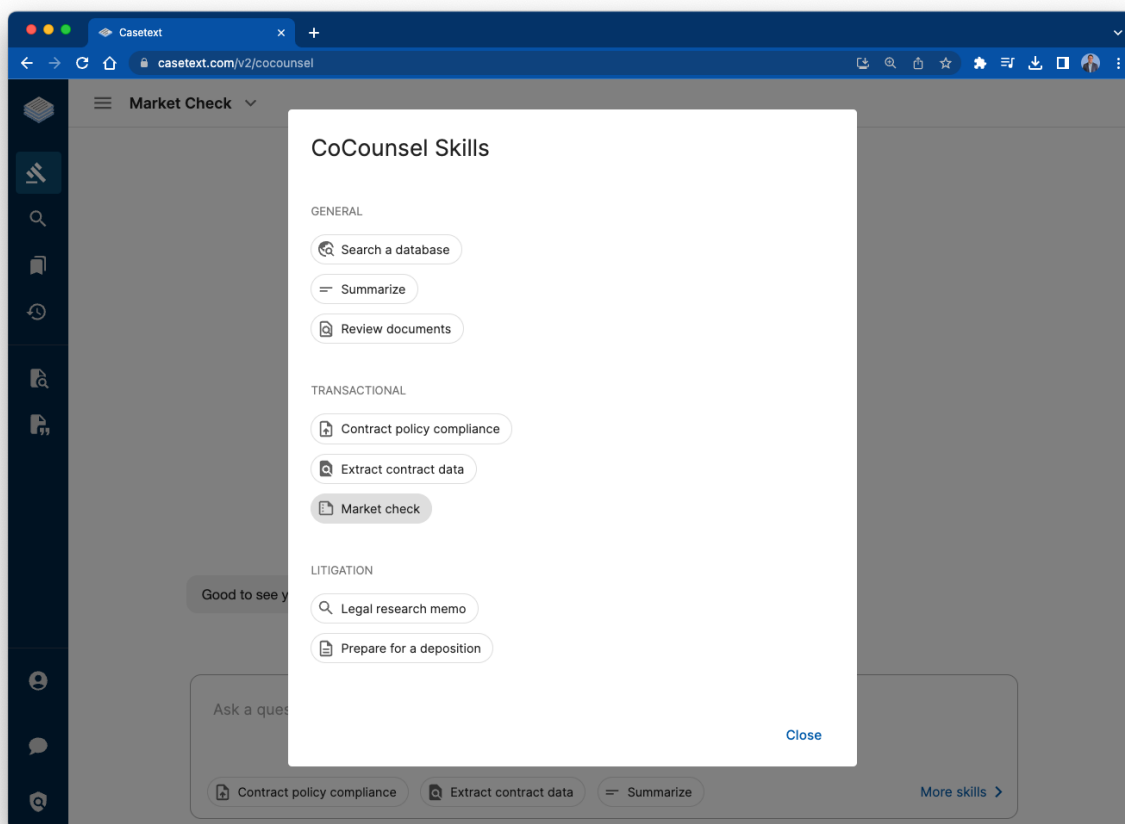 Casetext
casetext.com/v2/cocounsel
Market Check
CoCounsel Skills
GENERAL
Search a database
Summarize
Review documents
TRANSACTIONAL
Contract policy compliance
Extract contract data
Market check
LITIGATION
Legal research memo
Prepare for a deposition
Close
Good to see y
Ask a ques
Contract policy compliance
Extract contract data
Summarize
More skills